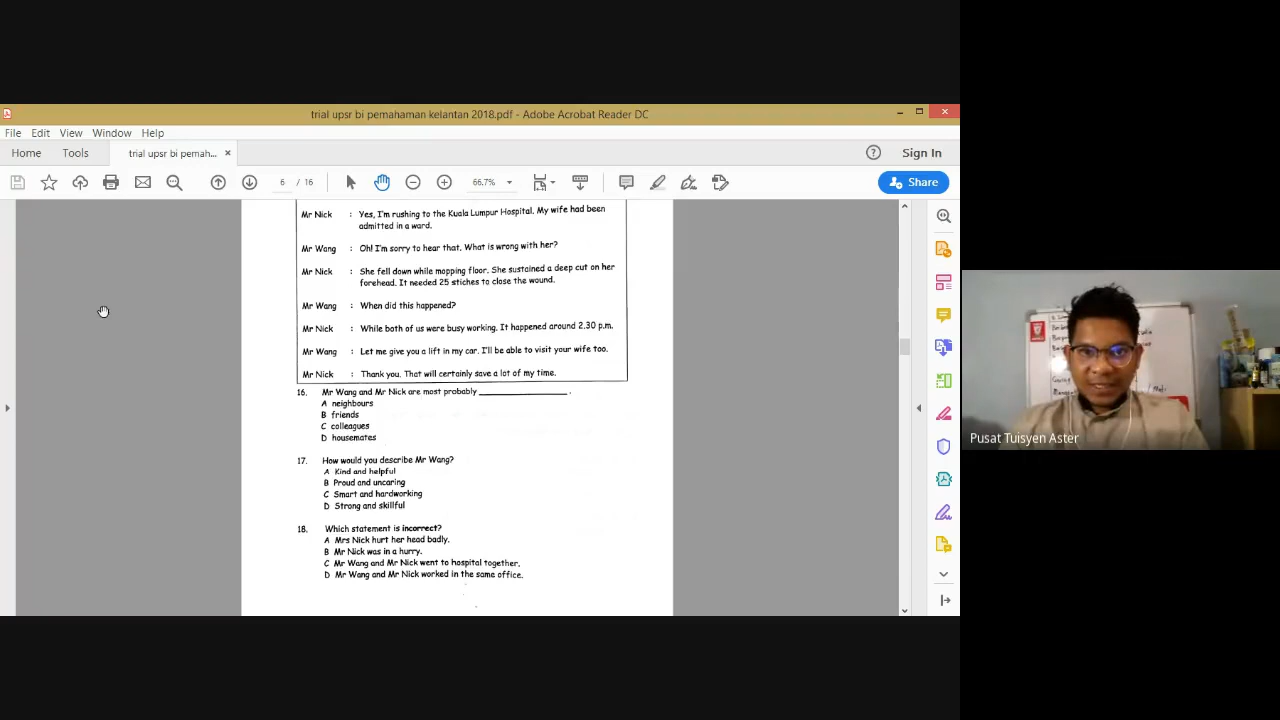 trial upsr bi pemahaman kelantan 2018.pdf - Adobe Acrobat Reader DC
File Edit View Window Help
Home Tools trial upsr bi pemah... × ? Sign In
6 / 16 66.7% Share
Mr Nick : Yes, I'm rushing to the Kuala Lumpur Hospital. My wife had been
admitted in a ward.
Mr Wang : Oh! I'm sorry to hear that. What is wrong with her?
Mr Nick : She fell down while mopping floor. She sustained a deep cut on her
forehead. It needed 25 stiches to close the wound.
Mr Wang : When did this happened?
Mr Nick : While both of us were busy working. It happened around 2.30 p.m.
Mr Wang : Let me give you a lift in my car. I'll be able to visit your wife too.
Mr Nick : Thank you. That will certainly save a lot of my time.
16. Mr Wang and Mr Nick are most probably ________________ .
A neighbours
B friends
C colleagues
D housemates
17. How would you describe Mr Wang?
A Kind and helpful
B Proud and uncaring
C Smart and hardworking
D Strong and skillful
18. Which statement is incorrect?
A Mrs Nick hurt her head badly.
B Mr Nick was in a hurry.
C Mr Wang and Mr Nick went to hospital together.
D Mr Wang and Mr Nick worked in the same office.
Pusat Tuisyen Aster